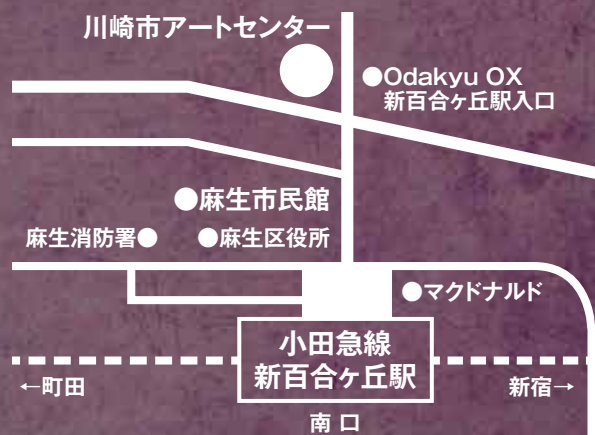 川崎市アートセンター
●Odakyu OX
新百合ヶ丘駅入口
●麻生市民館
麻生消防署● ●麻生区役所
●マクドナルド
小田急線
新百合ヶ丘駅
←町田
新宿→
南口